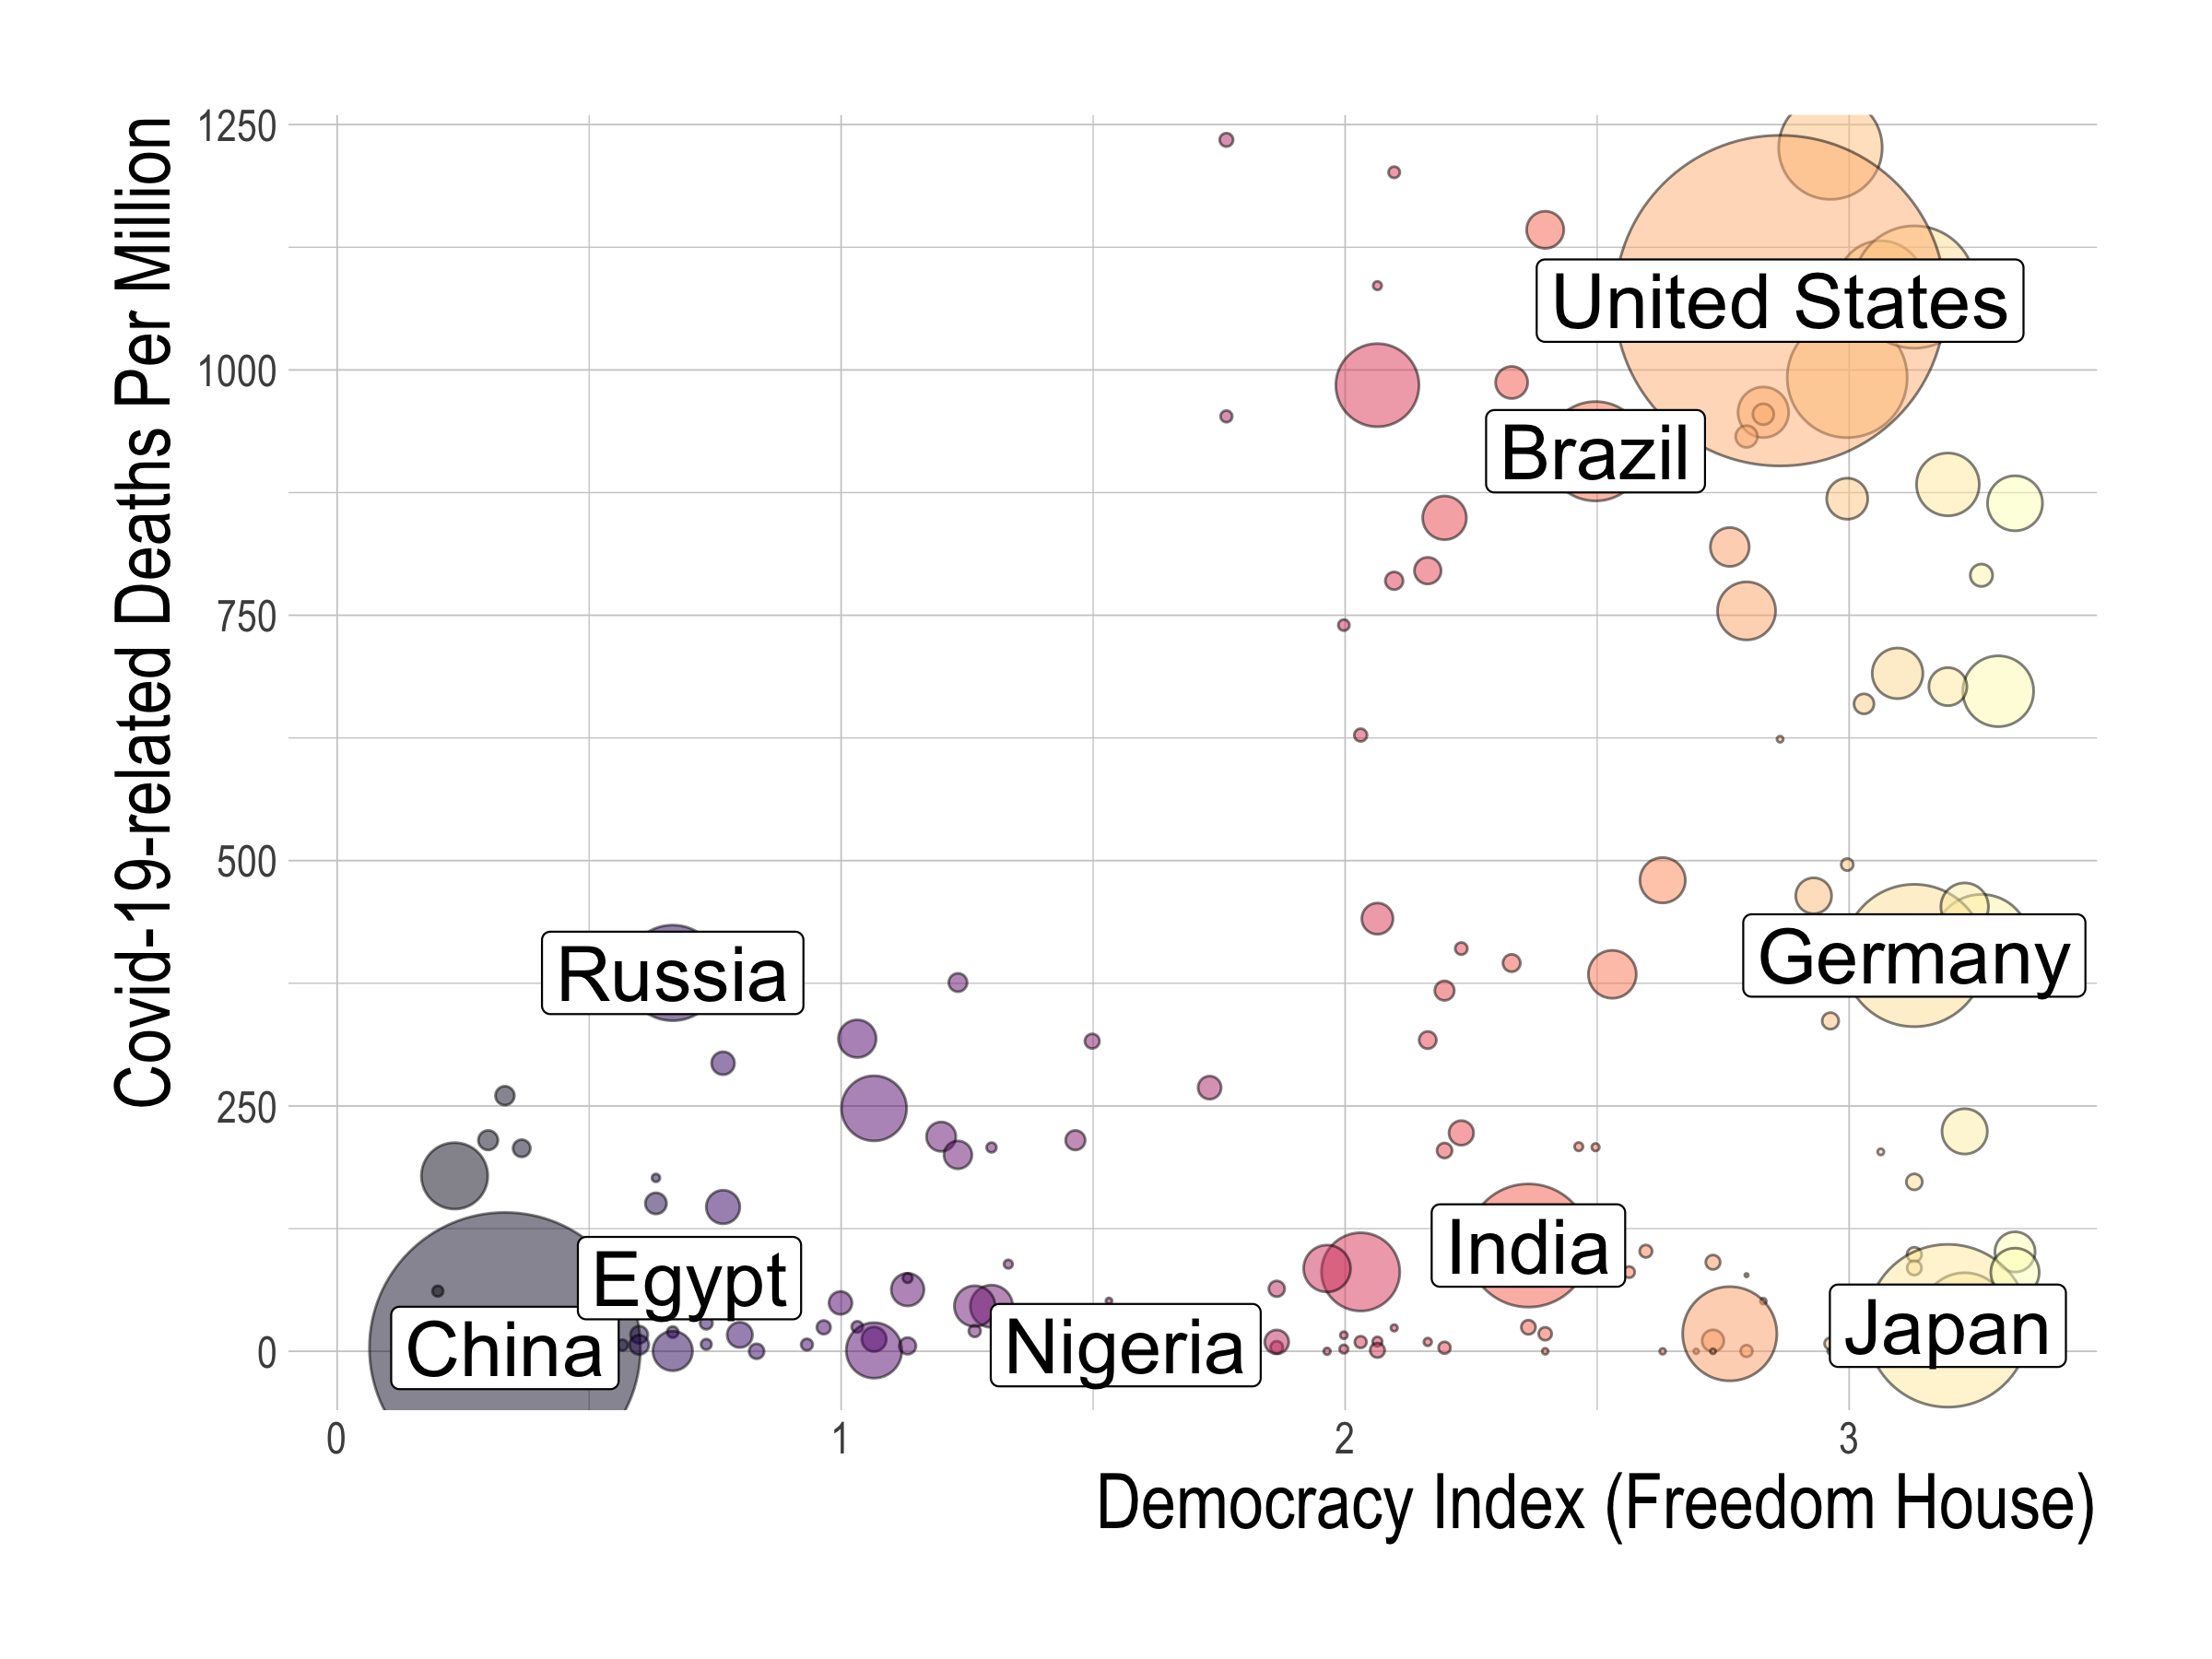 Covid-19-related Deaths Per Million
1250
1000
750
500
250
0
United States
Brazil
Russia
Germany
India
Egypt
China
Nigeria
Japan
0
1
2
3
Democracy Index (Freedom House)